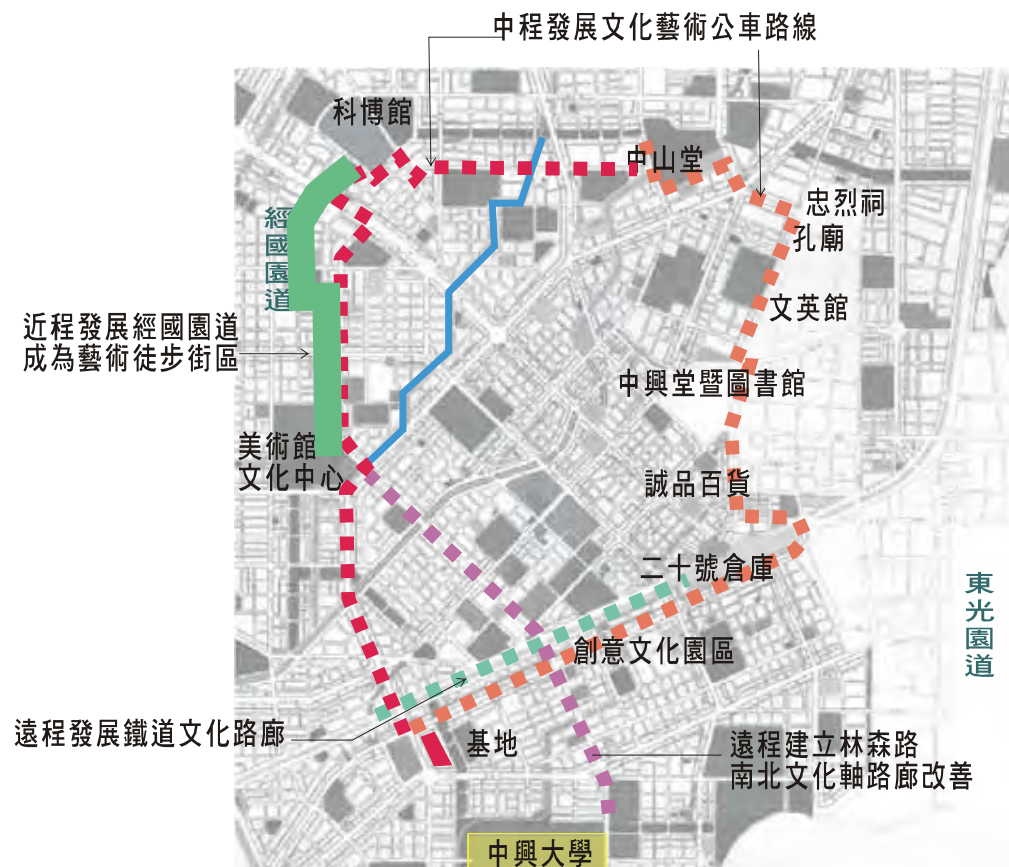 中程發展文化藝術公車路線
科博館
中山堂
忠烈祠
孔廟
經國園道
文英館
近程發展經國園道
成為藝術徒步街區
中興堂暨圖書館
美術館
文化中心
誠品百貨
二十號倉庫
東光園道
創意文化園區
遠程發展鐵道文化路廊
基地
遠程建立林森路
南北文化軸路廊改善
中興大學